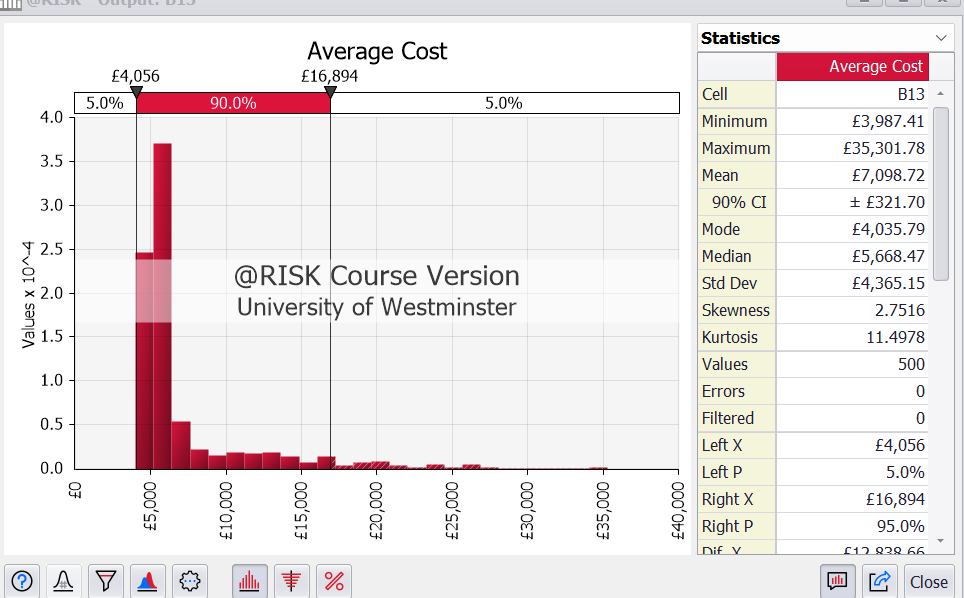 @RISK - Output: B13
Average Cost
£4,056 £16,894
5.0% 90.0% 5.0%
4.0
3.5
3.0
2.5
2.0
1.5
1.0
0.5
0.0
Values x 10^-4
@RISK Course Version
University of Westminster
£0
£5,000
£10,000
£15,000
£20,000
£25,000
£30,000
£35,000
£40,000
Statistics
Average Cost
Cell B13
Minimum £3,987.41
Maximum £35,301.78
Mean £7,098.72
90% CI ± £321.70
Mode £4,035.79
Median £5,668.47
Std Dev £4,365.15
Skewness 2.7516
Kurtosis 11.4978
Values 500
Errors 0
Filtered 0
Left X £4,056
Left P 5.0%
Right X £16,894
Right P 95.0%
Dif. X £12,838.66
Close